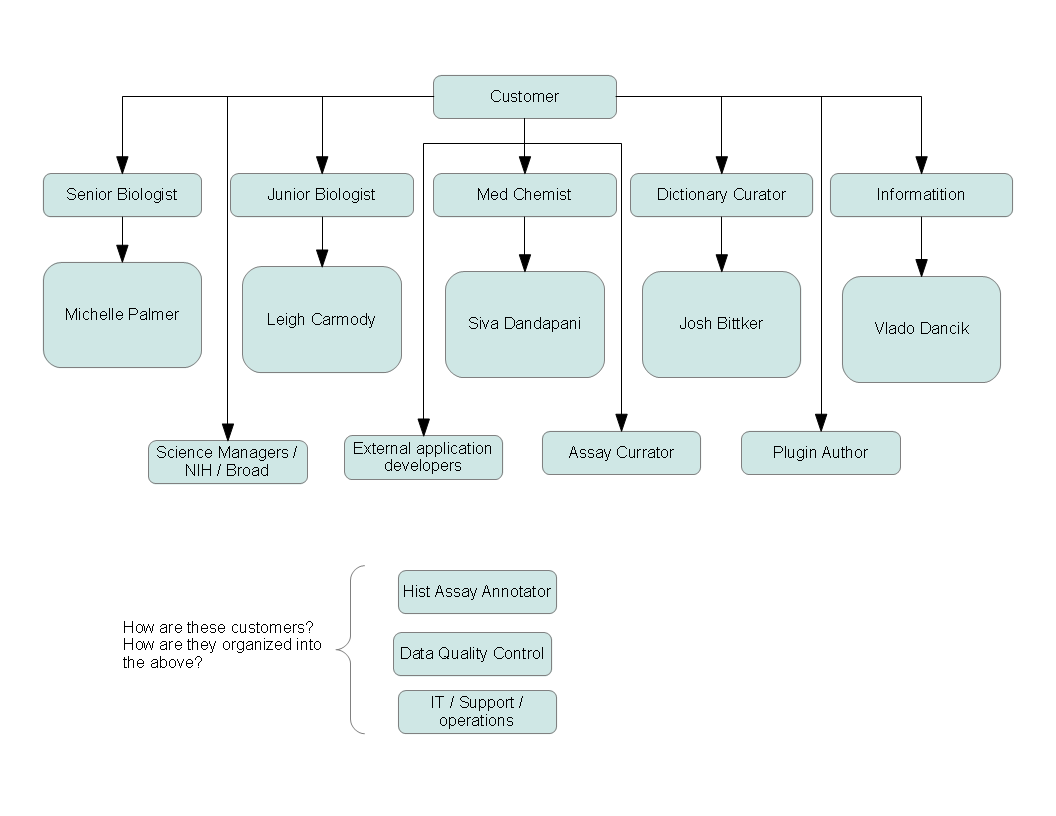 Customer
Senior Biologist
Junior Biologist
Med Chemist
Dictionary Curator
Informatition
Michelle Palmer
Leigh Carmody
Siva Dandapani
Josh Bittker
Vlado Dancik
Science Managers /
NIH / Broad
External application
developers
Assay Currator
Plugin Author
How are these customers?
How are they organized into
the above?
Hist Assay Annotator
Data Quality Control
IT / Support /
operations